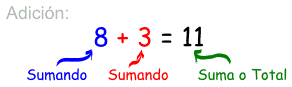 Adición:
8 + 3 = 11
Sumando Sumando Suma o Total